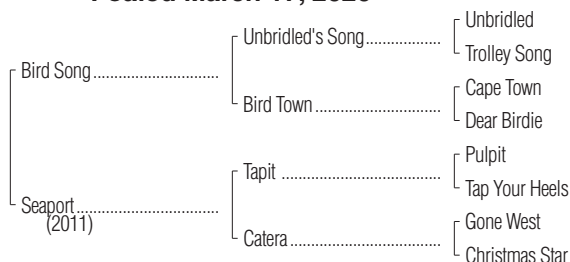 Unbridled
Unbridled's Song
Trolley Song
Bird Song
Cape Town
Bird Town
Dear Birdie
Pulpit
Tapit
Tap Your Heels
Seaport
(2011)
Gone West
Catera
Christmas Star